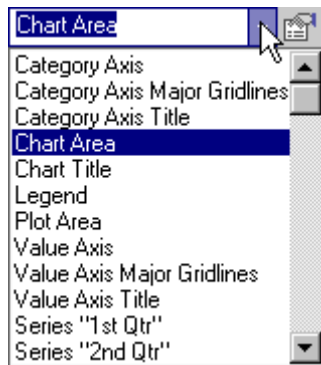 Chart Area
Category Axis
Category Axis Major Gridlines
Category Axis Title
Chart Area
Chart Title
Legend
Plot Area
Value Axis
Value Axis Major Gridlines
Value Axis Title
Series "1st Qtr"
Series "2nd Qtr"